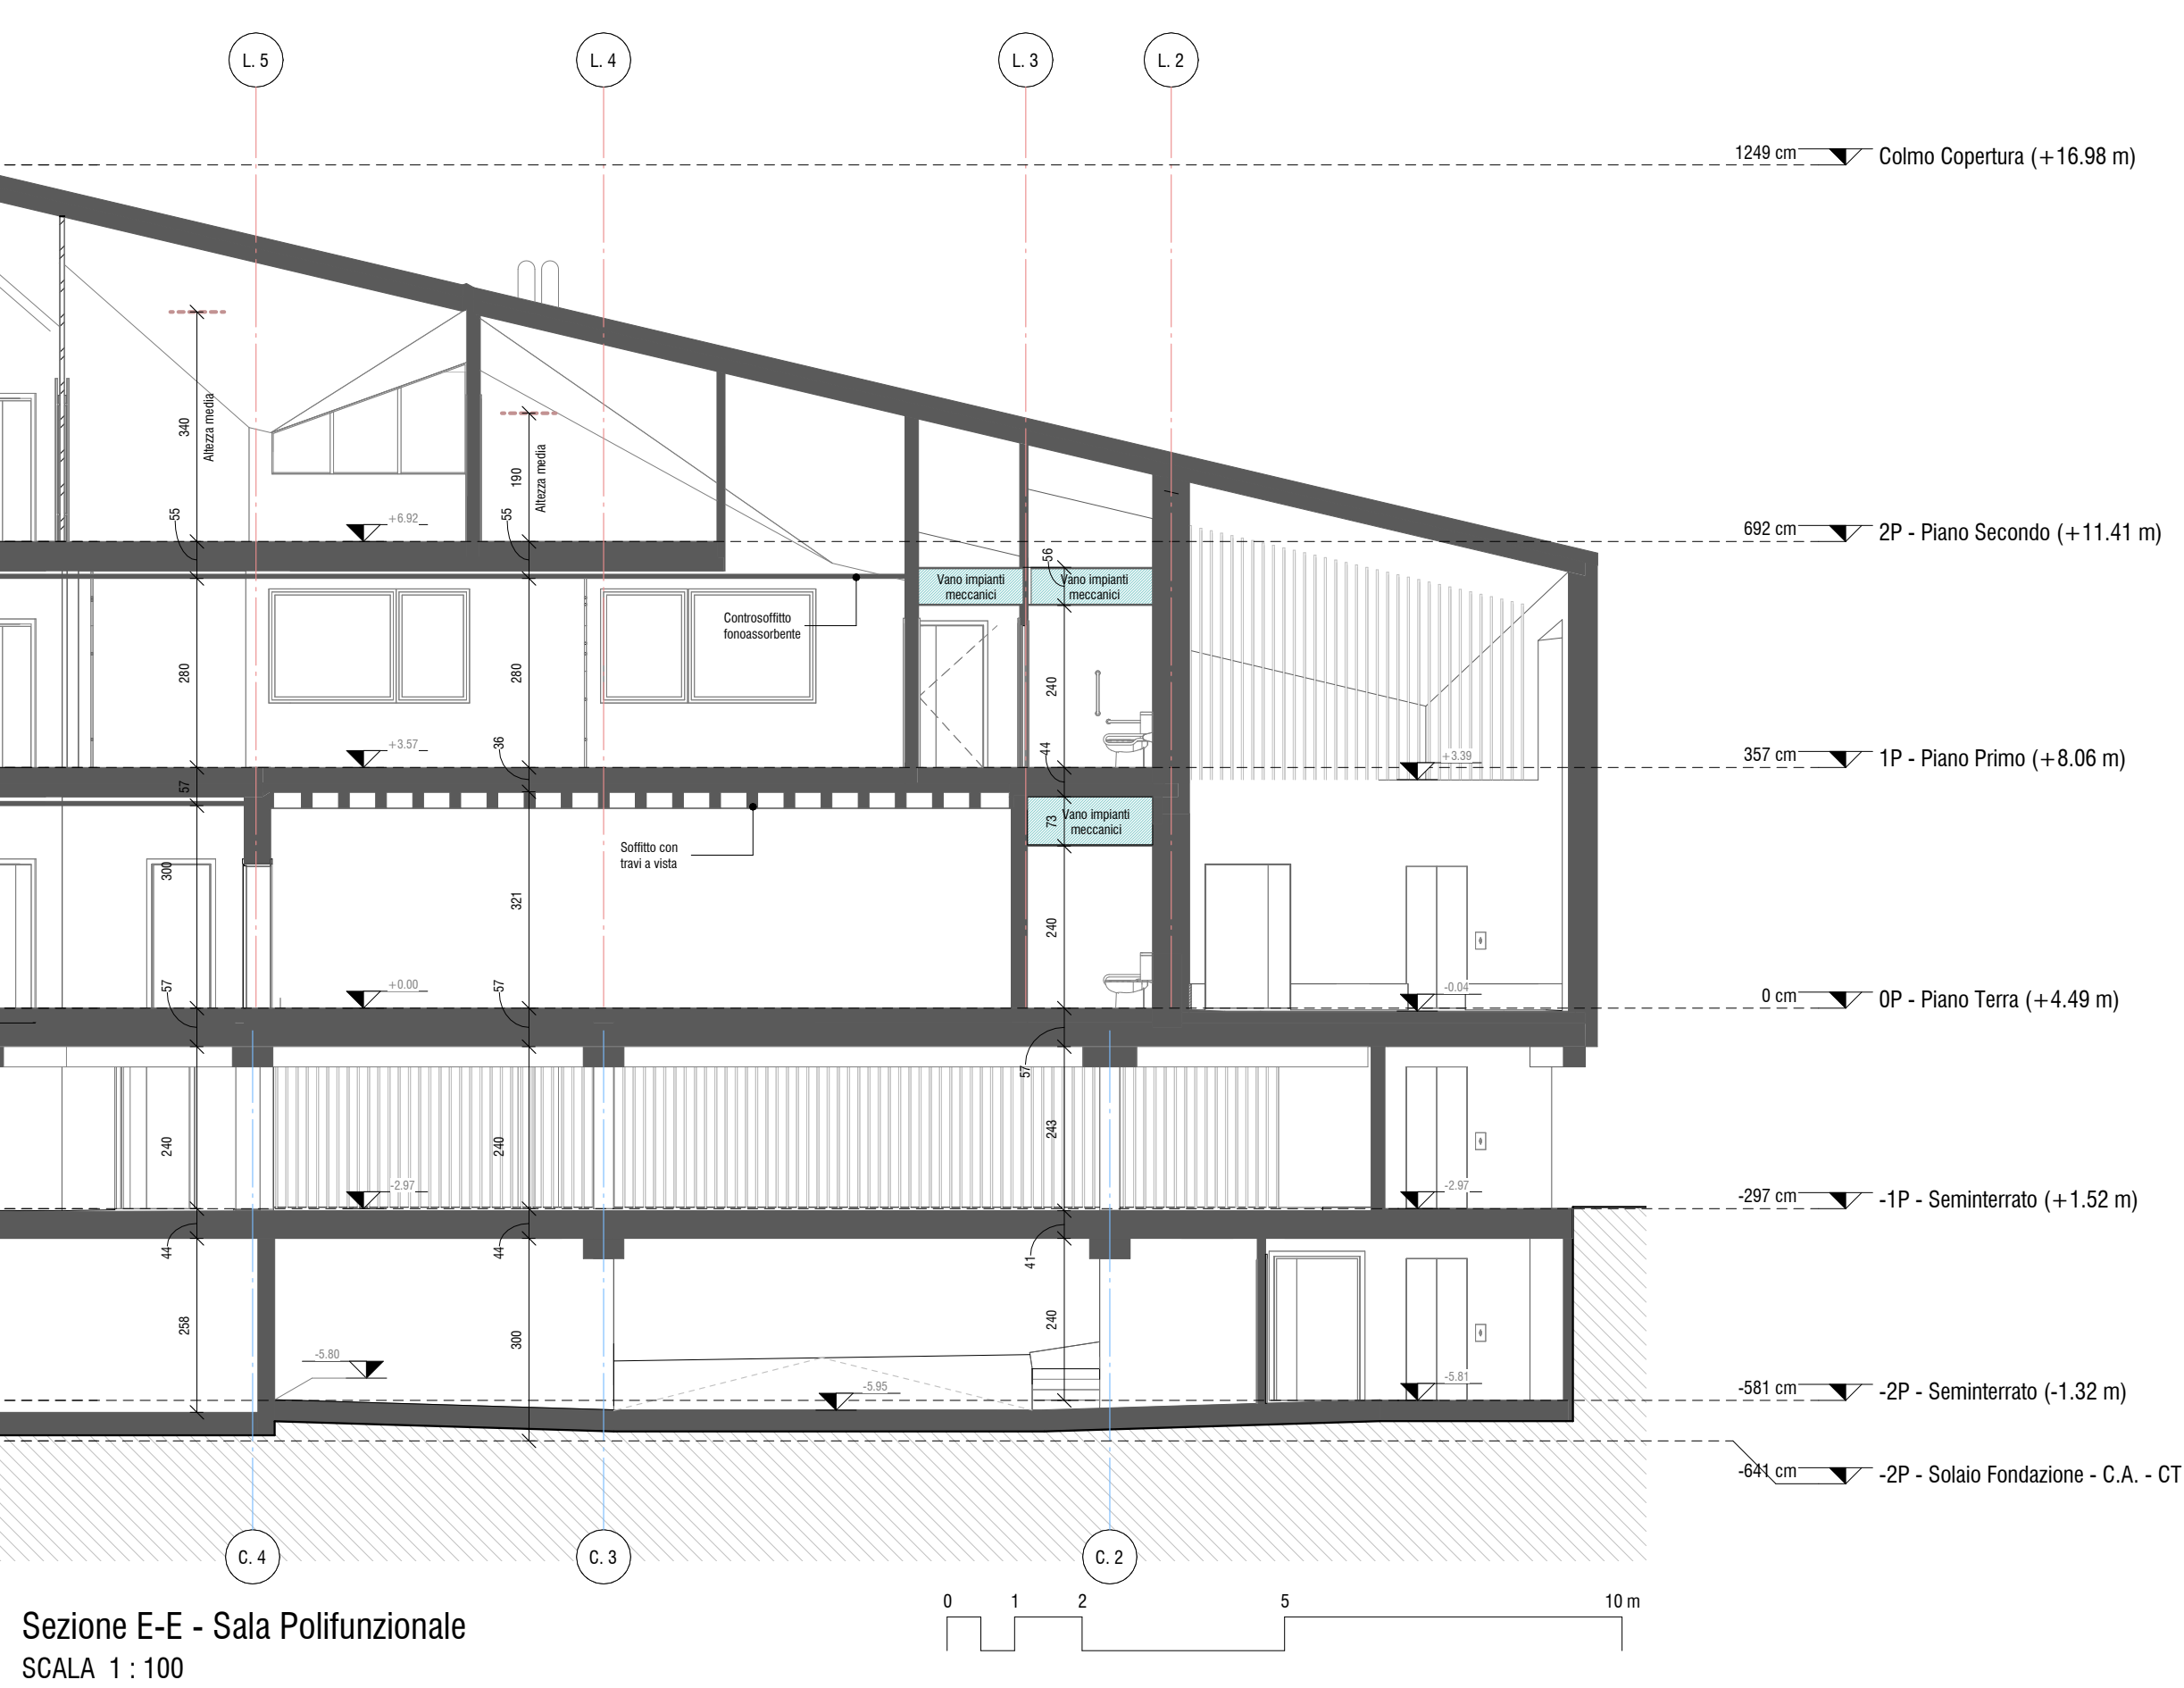 L. 5
L. 4
L. 3
L. 2
1249 cm
Colmo Copertura (+16.98 m)
340
Altezza media
190
Altezza media
55
55
+6.92
692 cm
2P - Piano Secondo (+11.41 m)
56
Vano impianti
meccanici
Vano impianti
meccanici
Controsoffitto
fonoassorbente
280
280
240
+3.57
36
44
+3.39
357 cm
1P - Piano Primo (+8.06 m)
57
73
Vano impianti
meccanici
Soffitto con
travi a vista
300
321
240
57
57
+0.00
-0.04
0 cm
0P - Piano Terra (+4.49 m)
57
240
240
243
-2.97
-2.97
-297 cm
-1P - Seminterrato (+1.52 m)
44
44
41
258
300
240
-5.80
-5.95
-5.81
-581 cm
-2P - Seminterrato (-1.32 m)
-641 cm
-2P - Solaio Fondazione - C.A. - CT
C. 4
C. 3
C. 2
0
1
2
5
10 m
Sezione E-E - Sala Polifunzionale
SCALA 1 : 100